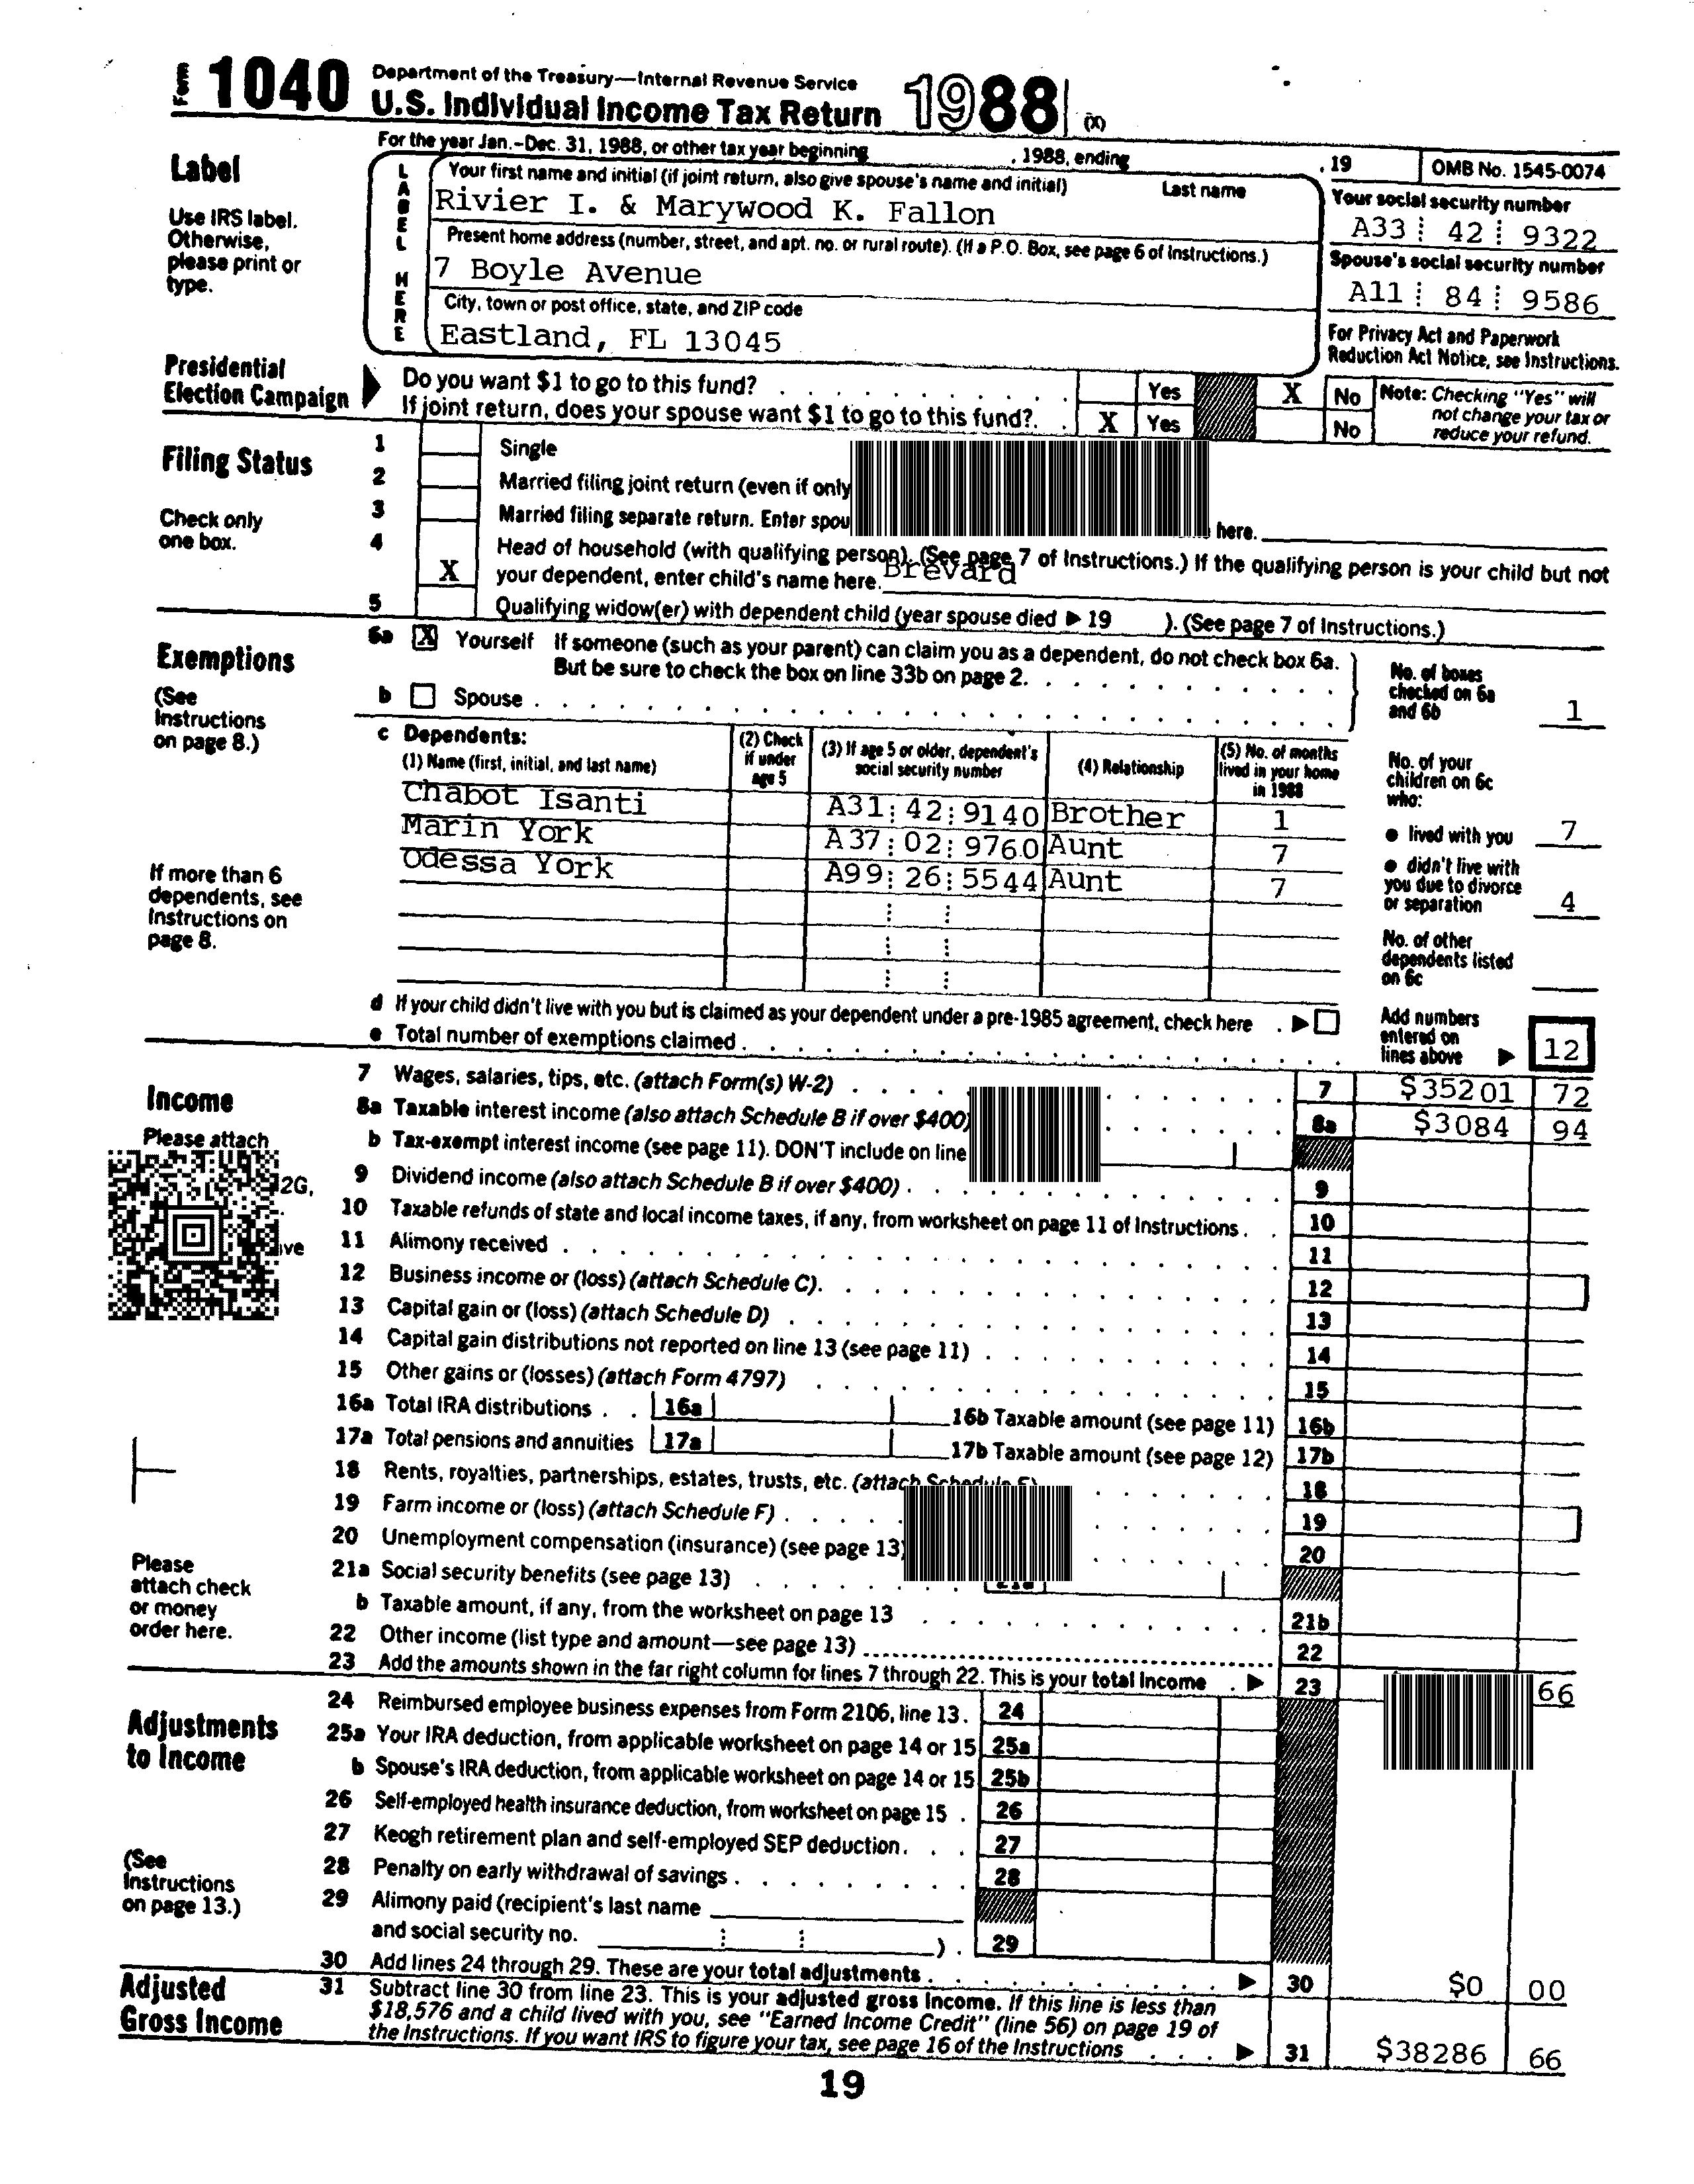 Form 1040 Department of the Treasury—Internal Revenue Service
U.S. Individual Income Tax Return 1988 (X)
For the year Jan.–Dec. 31, 1988, or other tax year beginning , 1988, ending , 19 OMB No. 1545-0074
Label
Use IRS label. Otherwise, please print or type.
LABEL HERE
Your first name and initial (if joint return, also give spouse's name and initial) Last name
Rivier I. & Marywood K. Fallon
Your social security number
A33 42 9322
Present home address (number, street, and apt. no. or rural route). (If a P.O. Box, see page 6 of Instructions.)
7 Boyle Avenue
Spouse's social security number
A11 84 9586
City, town or post office, state, and ZIP code
Eastland, FL 13045
For Privacy Act and Paperwork Reduction Act Notice, see Instructions.
Presidential Election Campaign
Do you want $1 to go to this fund? Yes X No
If joint return, does your spouse want $1 to go to this fund?. X Yes No
Note: Checking "Yes" will not change your tax or reduce your refund.
Filing Status
Check only one box.
1 Single
2 Married filing joint return (even if only
3 Married filing separate return. Enter spou here.
4 X Head of household (with qualifying person). (See page 7 of Instructions.) If the qualifying person is your child but not
your dependent, enter child's name here. Brevard
5 Qualifying widow(er) with dependent child (year spouse died ▶ 19 ). (See page 7 of Instructions.)
Exemptions
(See Instructions on page 8.)
6a X Yourself If someone (such as your parent) can claim you as a dependent, do not check box 6a.
But be sure to check the box on line 33b on page 2.
b Spouse
No. of boxes checked on 6a and 6b 1
c Dependents:
(1) Name (first, initial, and last name) (2) Check if under age 5 (3) If age 5 or older, dependent's social security number (4) Relationship (5) No. of months lived in your home in 1988
Chabot Isanti A31 42 9140 Brother 1
Marin York A37 02 9760 Aunt 7
Odessa York A99 26 5544 Aunt 7
No. of your children on 6c who:
● lived with you 7
● didn't live with you due to divorce or separation 4
No. of other dependents listed on 6c
If more than 6 dependents, see Instructions on page 8.
d If your child didn't live with you but is claimed as your dependent under a pre-1985 agreement, check here . ▶
e Total number of exemptions claimed
Add numbers entered on lines above ▶ 12
Income
Please attach
2G,
ve
7 Wages, salaries, tips, etc. (attach Form(s) W-2) 7 $35201 72
8a Taxable interest income (also attach Schedule B if over $400) 8a $3084 94
b Tax-exempt interest income (see page 11). DON'T include on line
9 Dividend income (also attach Schedule B if over $400) 9
10 Taxable refunds of state and local income taxes, if any, from worksheet on page 11 of Instructions 10
11 Alimony received 11
12 Business income or (loss) (attach Schedule C). 12
13 Capital gain or (loss) (attach Schedule D) 13
14 Capital gain distributions not reported on line 13 (see page 11) 14
15 Other gains or (losses) (attach Form 4797) 15
16a Total IRA distributions 16a 16b Taxable amount (see page 11) 16b
17a Total pensions and annuities 17a 17b Taxable amount (see page 12) 17b
18 Rents, royalties, partnerships, estates, trusts, etc. (attach Schedule E) 18
19 Farm income or (loss) (attach Schedule F) 19
20 Unemployment compensation (insurance) (see page 13) 20
21a Social security benefits (see page 13) 21a
b Taxable amount, if any, from the worksheet on page 13 21b
22 Other income (list type and amount—see page 13) 22
23 Add the amounts shown in the far right column for lines 7 through 22. This is your total income ▶ 23 66
Please attach check or money order here.
Adjustments to Income
(See Instructions on page 13.)
24 Reimbursed employee business expenses from Form 2106, line 13. 24
25a Your IRA deduction, from applicable worksheet on page 14 or 15 25a
b Spouse's IRA deduction, from applicable worksheet on page 14 or 15 25b
26 Self-employed health insurance deduction, from worksheet on page 15 26
27 Keogh retirement plan and self-employed SEP deduction 27
28 Penalty on early withdrawal of savings 28
29 Alimony paid (recipient's last name
and social security no. ). 29
30 Add lines 24 through 29. These are your total adjustments ▶ 30 $0 00
Adjusted Gross Income
31 Subtract line 30 from line 23. This is your adjusted gross income. If this line is less than
$18,576 and a child lived with you, see "Earned Income Credit" (line 56) on page 19 of
the Instructions. If you want IRS to figure your tax, see page 16 of the Instructions ▶ 31 $38286 66
19